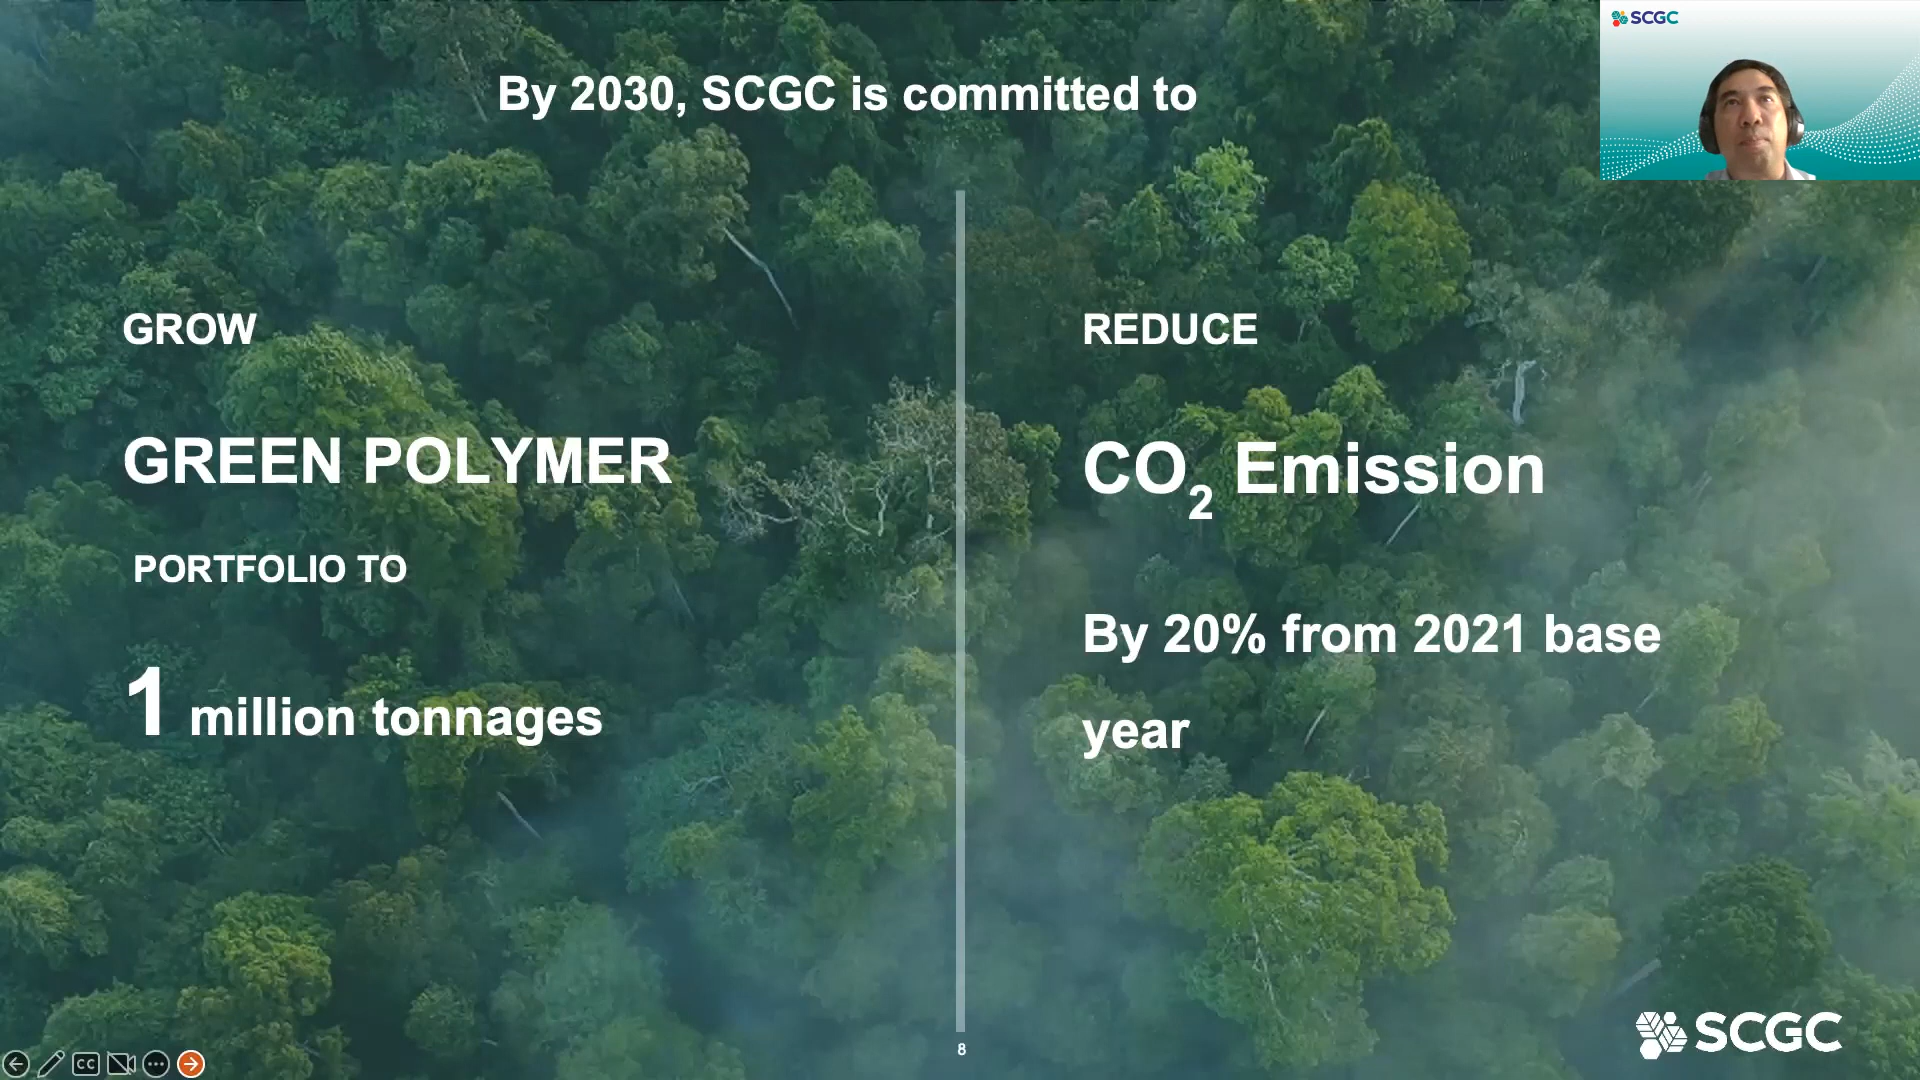 By 2030, SCGC is committed to
SCGC
GROW
GREEN POLYMER
PORTFOLIO TO
1 million tonnages
REDUCE
CO₂ Emission
By 20% from 2021 base
year
SCGC
8
CC